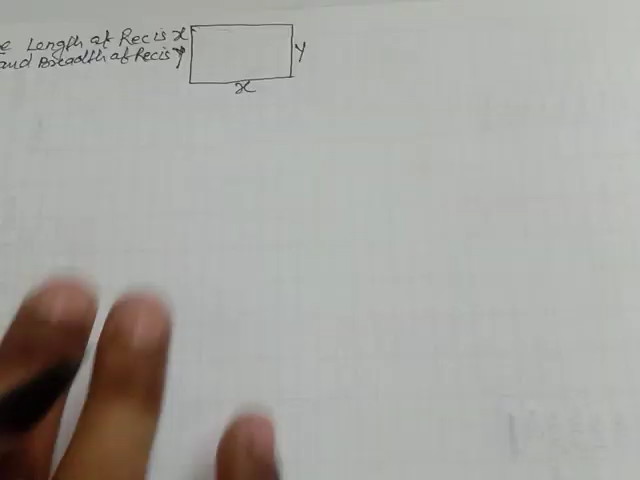 e Length of Rec is x
and Breadth of Rec is y
y
x